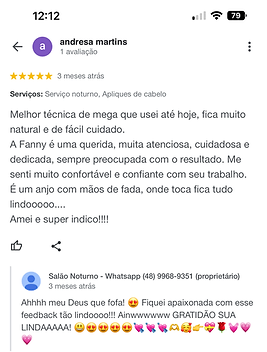 12:12
79
andresa martins
a
1 avaliação
3 meses atrás
Serviços: Serviço noturno, Apliques de cabelo
Melhor técnica de mega que usei até hoje, fica muito
natural e de fácil cuidado.
A Fanny é uma querida, muita atenciosa, cuidadosa e
dedicada, sempre preocupada com o resultado. Me
senti muito confortável e confiante com seu trabalho.
É um anjo com mãos de fada, onde toca fica tudo
lindooooo....
Amei e super indico!!!!
Salão Noturno - Whatsapp (48) 9968-9351 (proprietário)
3 meses atrás
Ahhhh meu Deus que fofa! 😍 Fiquei apaixonada com esse
feedback tão lindoooo!!! Ainwwwwww GRATIDÃO SUA
LINDAAAAA! 😀😍😍😍💘💘💘🫶🥰👉💝🌹💓💗
💗